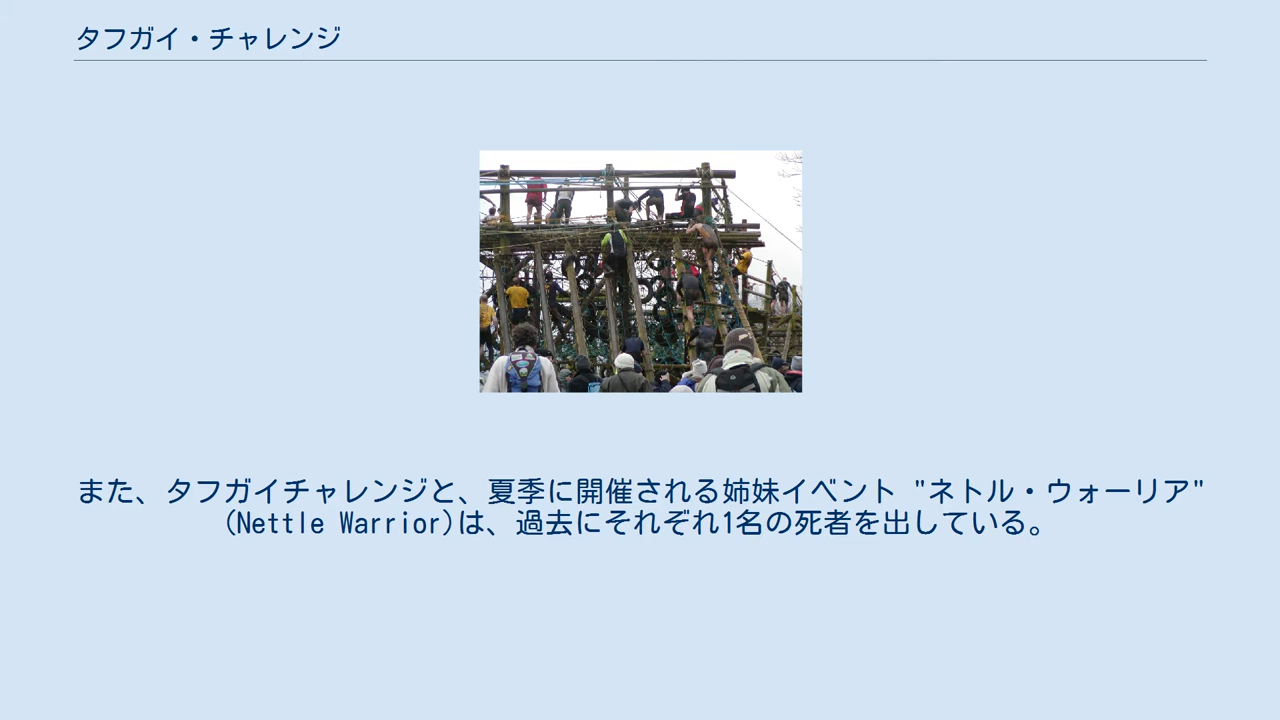 タフガイ・チャレンジ
また、タフガイチャレンジと、夏季に開催される姉妹イベント "ネトル・ウォーリア"
(Nettle Warrior)は、過去にそれぞれ1名の死者を出している。